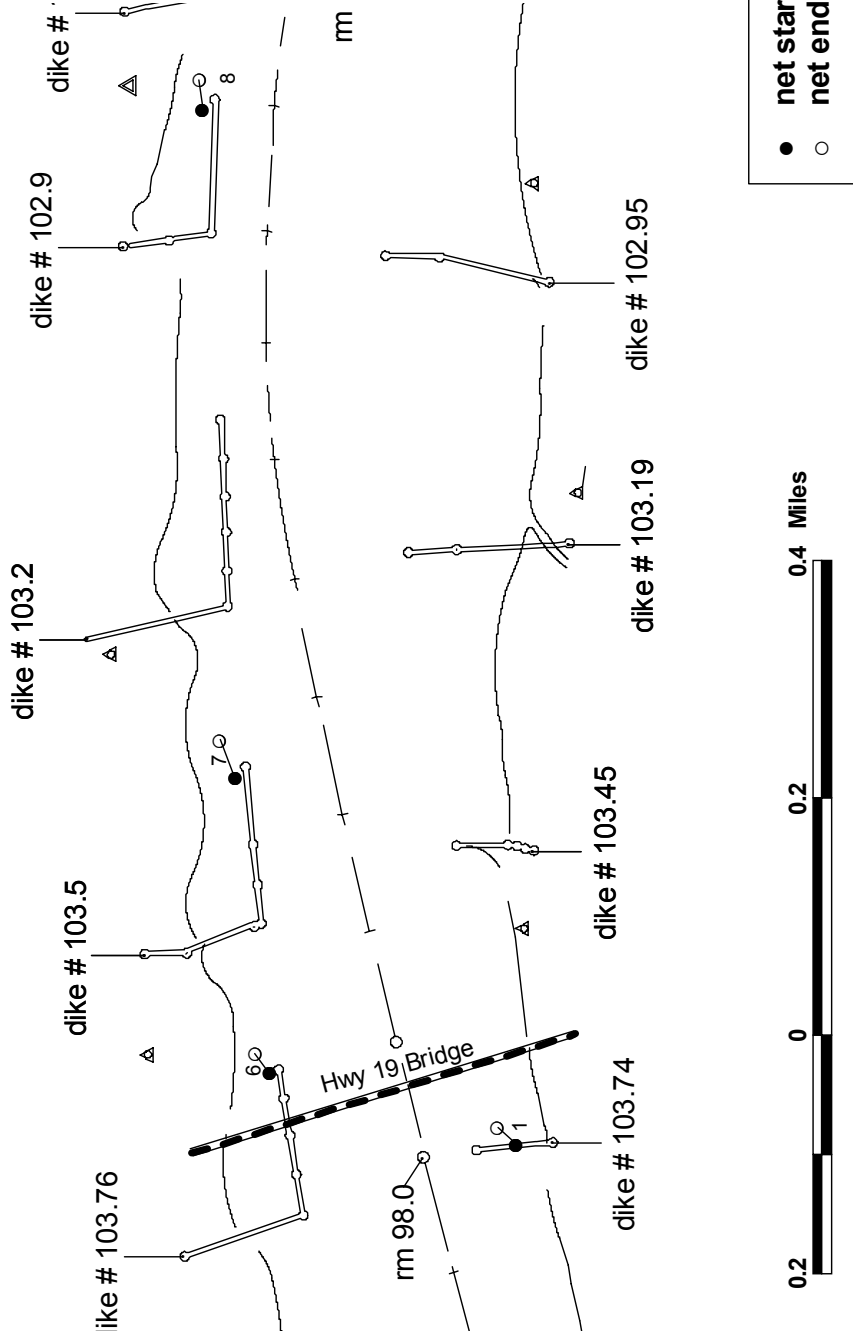 dike #
rm
8
dike # 102.9
net star
net end
dike # 102.95
dike # 103.2
dike # 103.19
7
dike # 103.5
dike # 103.45
6
Hwy 19 Bridge
1
dike # 103.74
rm 98.0
like # 103.76
0.2 0 0.2 0.4 Miles